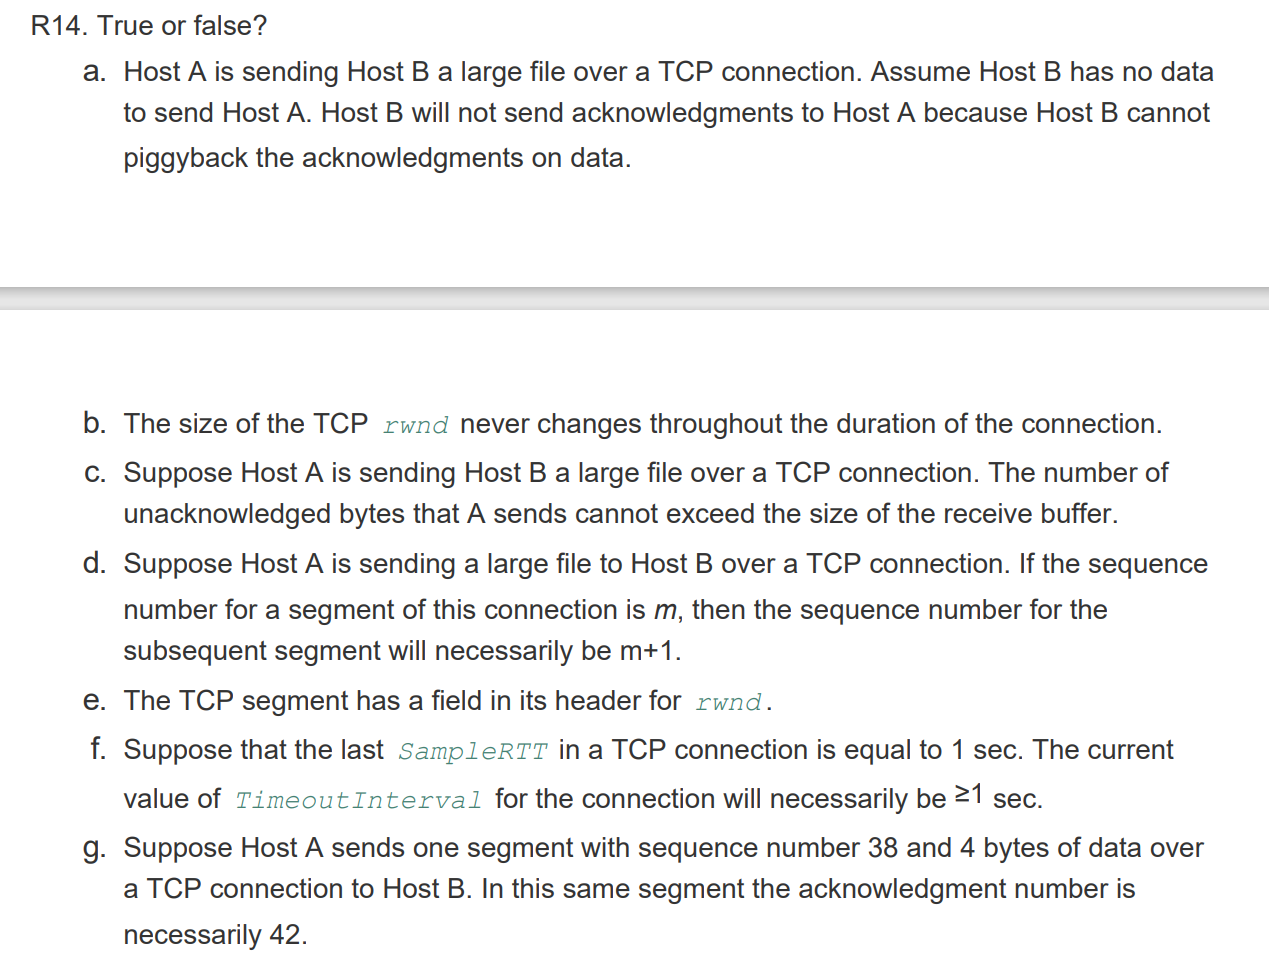 R14. True or false?
a. Host A is sending Host B a large file over a TCP connection. Assume Host B has no data
to send Host A. Host B will not send acknowledgments to Host A because Host B cannot
piggyback the acknowledgments on data.
b. The size of the TCP rwnd never changes throughout the duration of the connection.
c. Suppose Host A is sending Host B a large file over a TCP connection. The number of
unacknowledged bytes that A sends cannot exceed the size of the receive buffer.
d. Suppose Host A is sending a large file to Host B over a TCP connection. If the sequence
number for a segment of this connection is m, then the sequence number for the
subsequent segment will necessarily be m+1.
e. The TCP segment has a field in its header for rwnd.
f. Suppose that the last SampleRTT in a TCP connection is equal to 1 sec. The current
value of TimeoutInterval for the connection will necessarily be ≥1 sec.
g. Suppose Host A sends one segment with sequence number 38 and 4 bytes of data over
a TCP connection to Host B. In this same segment the acknowledgment number is
necessarily 42.